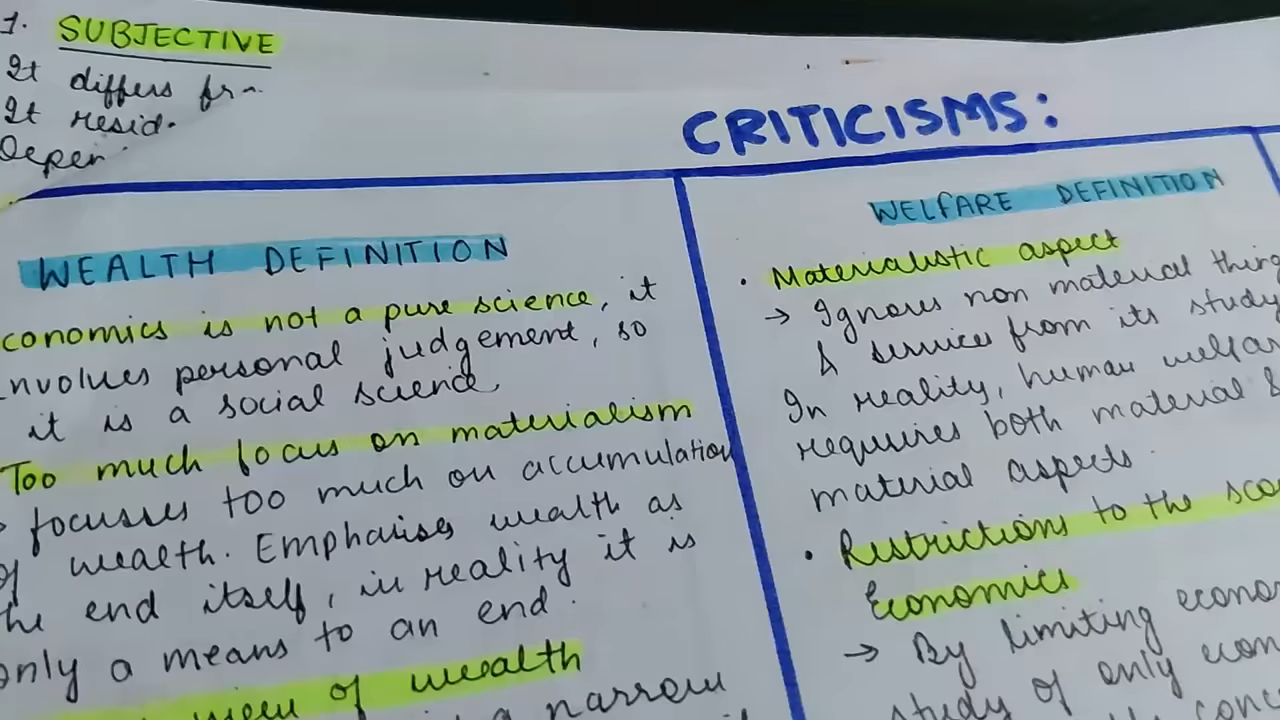 1. SUBJECTIVE
It differs
It
CRITICISMS:
WEALTH DEFINITION
conomics is not a pure science, it
nvolves personal judgement, so
it is a social science
Too much focus on materialism
focusses too much on accumulation
of wealth. Emphasises wealth as
he end itself, in reality it is
only a means to an end.
view of wealth
a narrow
WELFARE DEFINITION
• Materialistic aspect
→ Ignores non material thing
& services from its study
In reality, human welfar
requires both material &
material aspects.
• Restrictions to the sco
Economics
→ By limiting econo
study of only econ